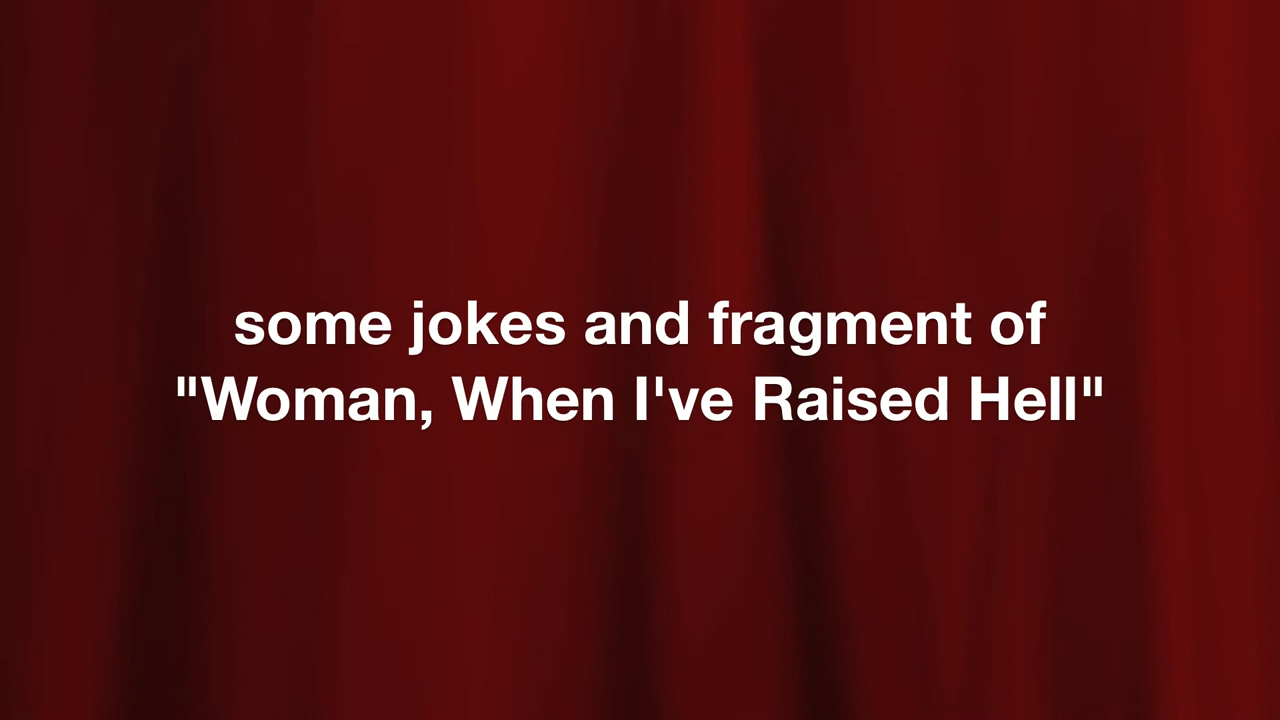 some jokes and fragment of
"Woman, When I've Raised Hell"